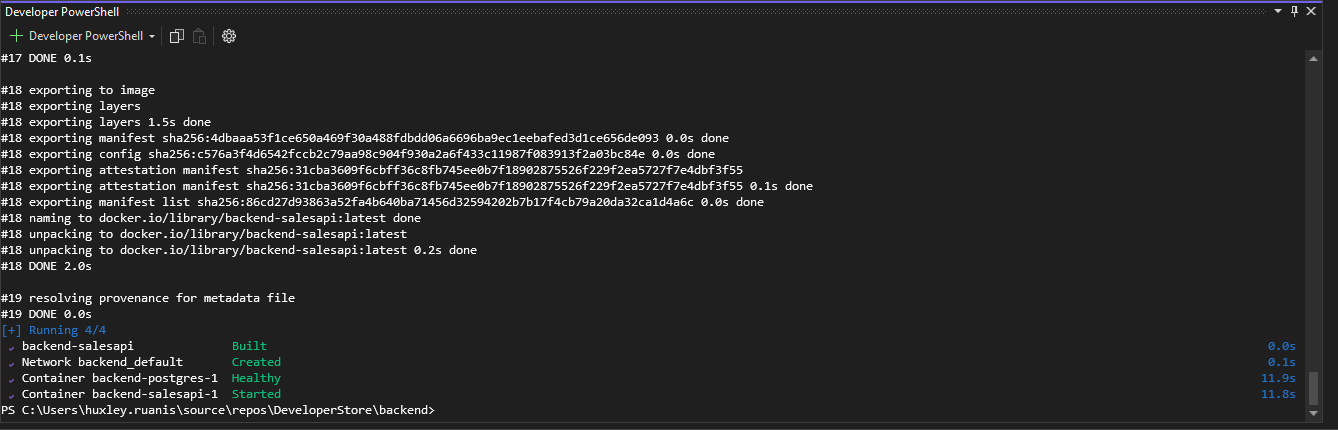 Developer PowerShell
Developer PowerShell
#17 DONE 0.1s
#18 exporting to image
#18 exporting layers
#18 exporting layers 1.5s done
#18 exporting manifest sha256:4dbaaa53f1ce650a469f30a488fdbdd06a6696ba9ec1eebafed3d1ce656de093 0.0s done
#18 exporting config sha256:c576a3f4d6542fccb2c79aa98c904f930a2a6f433c11987f083913f2a03bc84e 0.0s done
#18 exporting attestation manifest sha256:31cba3609f6cbff36c8fb745ee0b7f18902875526f229f2ea5727f7e4dbf3f55
#18 exporting attestation manifest sha256:31cba3609f6cbff36c8fb745ee0b7f18902875526f229f2ea5727f7e4dbf3f55 0.1s done
#18 exporting manifest list sha256:86cd27d93863a52fa4b640ba71456d32594202b7b17f4cb79a20da32ca1d4a6c 0.0s done
#18 naming to docker.io/library/backend-salesapi:latest done
#18 unpacking to docker.io/library/backend-salesapi:latest
#18 unpacking to docker.io/library/backend-salesapi:latest 0.2s done
#18 DONE 2.0s
#19 resolving provenance for metadata file
#19 DONE 0.0s
[+] Running 4/4
✓ backend-salesapi Built 0.0s
✓ Network backend_default Created 0.1s
✓ Container backend-postgres-1 Healthy 11.9s
✓ Container backend-salesapi-1 Started 11.8s
PS C:\Users\huxley.ruanis\source\repos\DeveloperStore\backend>